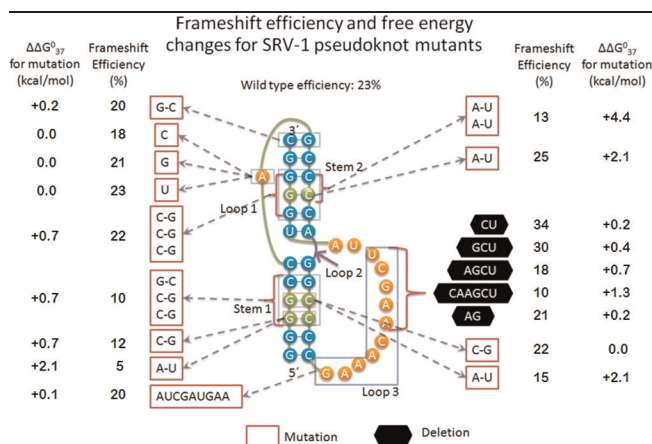 Frameshift efficiency and free energy
changes for SRV-1 pseudoknot mutants
ΔΔG⁰₃₇
for mutation
(kcal/mol)
Frameshift
Efficiency
(%)
Wild type efficiency: 23%
Frameshift
Efficiency
(%)
ΔΔG⁰₃₇
for mutation
(kcal/mol)
+0.2 20 G-C
0.0 18 C
0.0 21 G
0.0 23 U
+0.7 22 C-G
C-G
C-G
+0.7 10 G-C
C-G
C-G
+0.7 12 C-G
+2.1 5 A-U
+0.1 20 AUCGAUGAA
3'
C G
G C
A
G C
G C
G C
U A
C G
C G
G C
G C
G C
G C
5'
A U U C G A A C A A A G
Stem 2
Loop 1
Loop 2
Stem 1
Loop 3
A-U
A-U 13 +4.4
A-U 25 +2.1
CU 34 +0.2
GCU 30 +0.4
AGCU 18 +0.7
CAAGCU 10 +1.3
AG 21 +0.2
C-G 22 0.0
A-U 15 +2.1
Mutation
Deletion